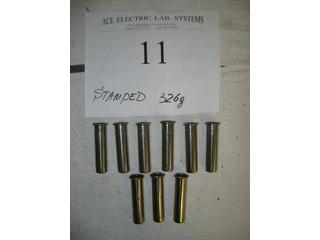 ACE ELECTRIC LAB. SYSTEMS
11
STAMPED 326g